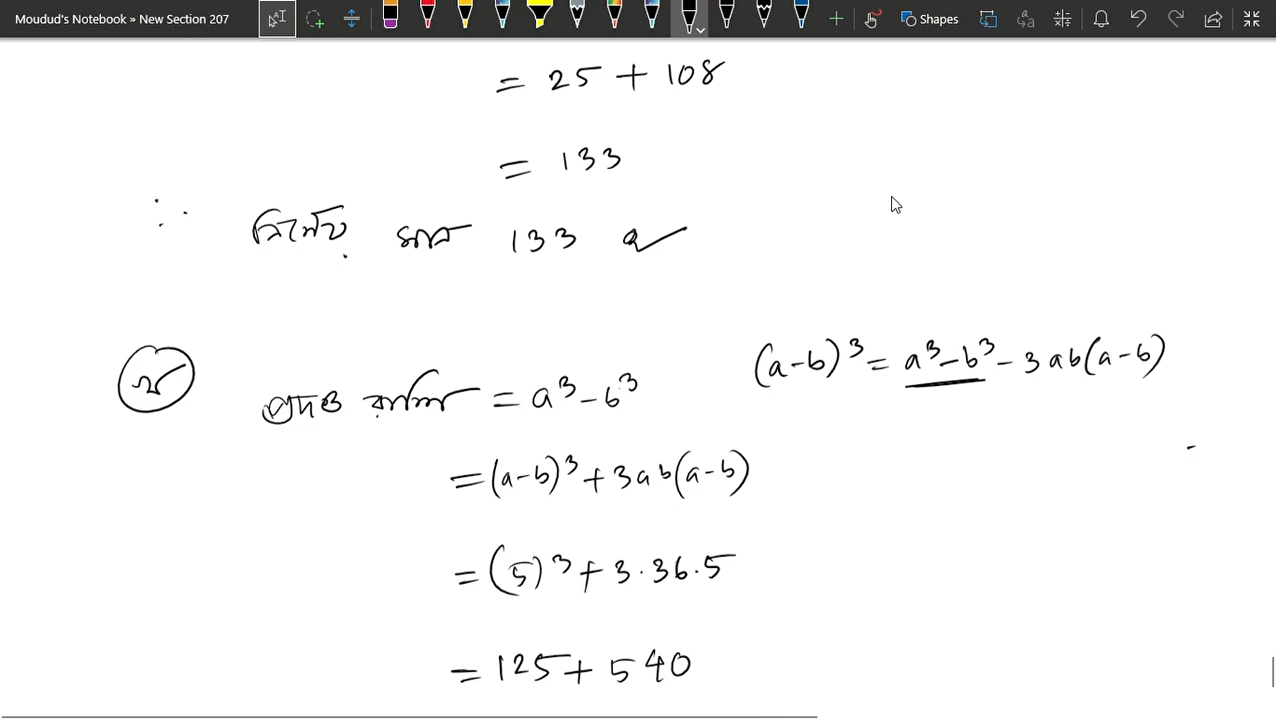 Moudud's Notebook » New Section 207
Shapes
= 25 + 108
= 133
∴ নির্ণেয় মান 133
প্রদত্ত রাশি = a³-b³
(a-b)³ = a³-b³-3ab(a-b)
= (a-b)³+3ab(a-b)
= (5)³+3·36·5
= 125+540